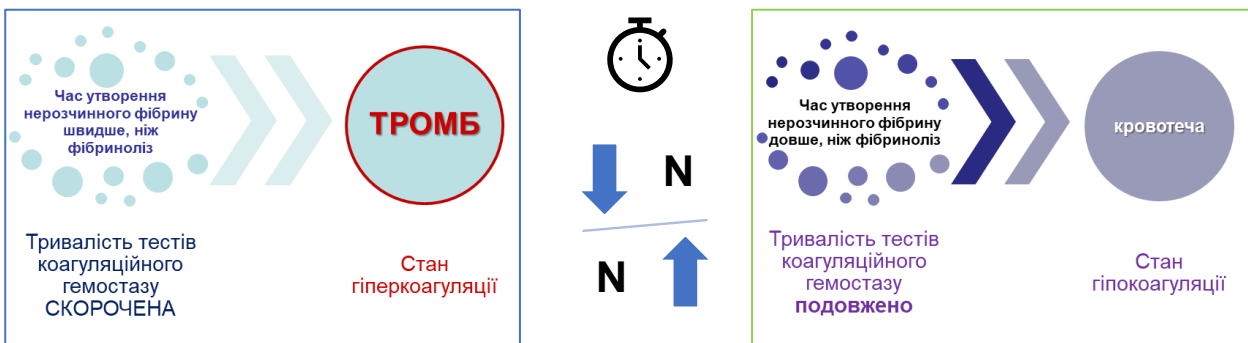 Час утворення
нерозчинного фібрину
швидше, ніж
фібриноліз
ТРОМБ
Тривалість тестів
коагуляційного
гемостазу
СКОРОЧЕНА
Стан
гіперкоагуляції
N
N
Час утворення
нерозчинного фібрину
довше, ніж фібриноліз
кровотеча
Тривалість тестів
коагуляційного
гемостазу
подовжено
Стан
гіпокоагуляції